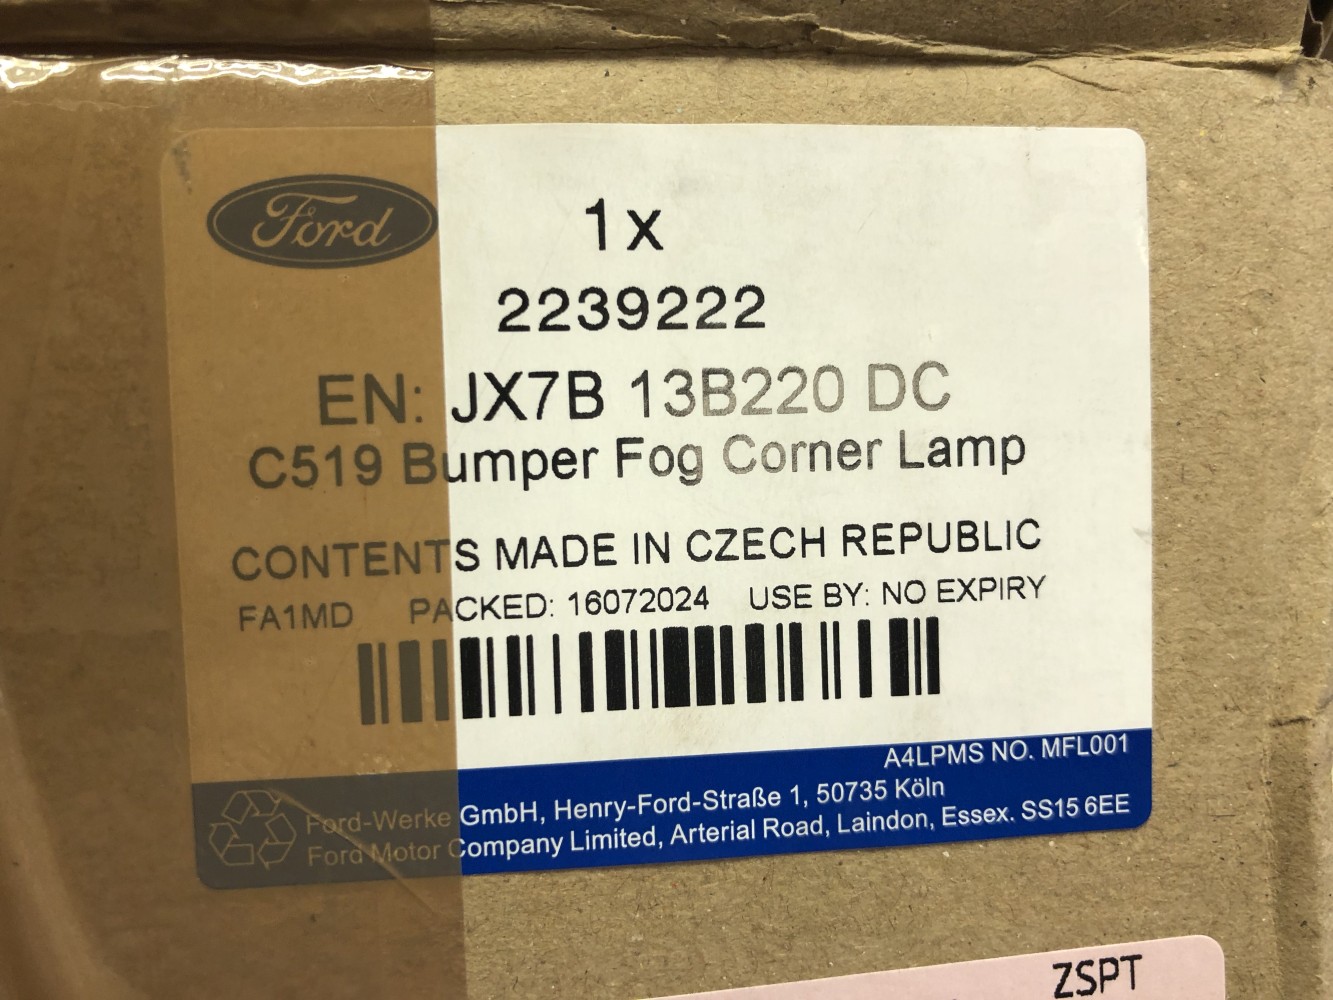 Ford
1x
2239222
EN: JX7B 13B220 DC
C519 Bumper Fog Corner Lamp
CONTENTS MADE IN CZECH REPUBLIC
FA1MD PACKED: 16072024 USE BY: NO EXPIRY
A4LPMS NO. MFL001
Ford-Werke GmbH, Henry-Ford-Straße 1, 50735 Köln
Ford Motor Company Limited, Arterial Road, Laindon, Essex. SS15 6EE
ZSPT